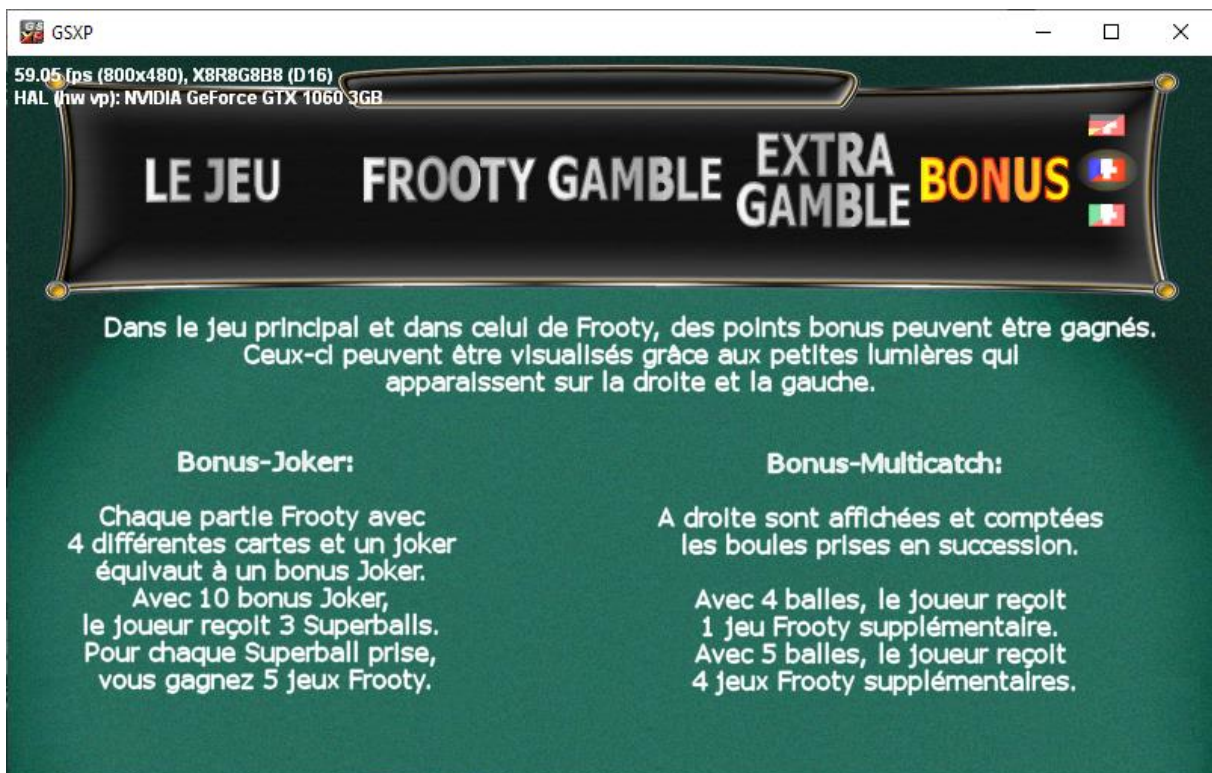 GSXP
59.05 fps (800x480), X8R8G8B8 (D16)
HAL (hw vp): NVIDIA GeForce GTX 1060 3GB
LE JEU
FROOTY GAMBLE
EXTRA
GAMBLE
BONUS
Dans le jeu principal et dans celui de Frooty, des points bonus peuvent être gagnés.
Ceux-ci peuvent être visualisés grâce aux petites lumières qui
apparaissent sur la droite et la gauche.
Bonus-Joker:
Chaque partie Frooty avec
4 différentes cartes et un joker
équivaut à un bonus Joker.
Avec 10 bonus Joker,
le joueur reçoit 3 Superballs.
Pour chaque Superball prise,
vous gagnez 5 jeux Frooty.
Bonus-Multicatch:
A droite sont affichées et comptées
les boules prises en succession.
Avec 4 balles, le joueur reçoit
1 jeu Frooty supplémentaire.
Avec 5 balles, le joueur reçoit
4 jeux Frooty supplémentaires.